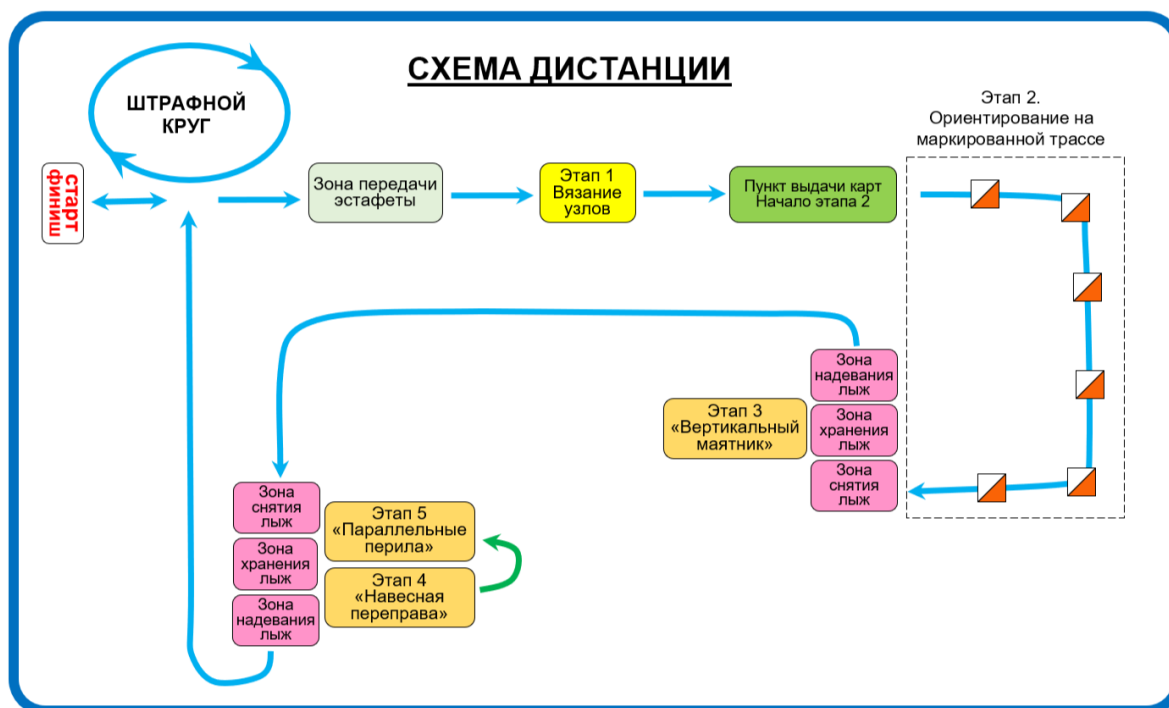 СХЕМА ДИСТАНЦИИ
ШТРАФНОЙ
КРУГ
Этап 2.
Ориентирование на
маркированной трассе
старт
финиш
Зона передачи
эстафеты
Этап 1
Вязание
узлов
Пункт выдачи карт
Начало этапа 2
Зона
надевания
лыж
Этап 3
«Вертикальный
маятник»
Зона
хранения
лыж
Зона
снятия
лыж
Зона
снятия
лыж
Этап 5
«Параллельные
перила»
Зона
хранения
лыж
Этап 4
«Навесная
переправа»
Зона
надевания
лыж